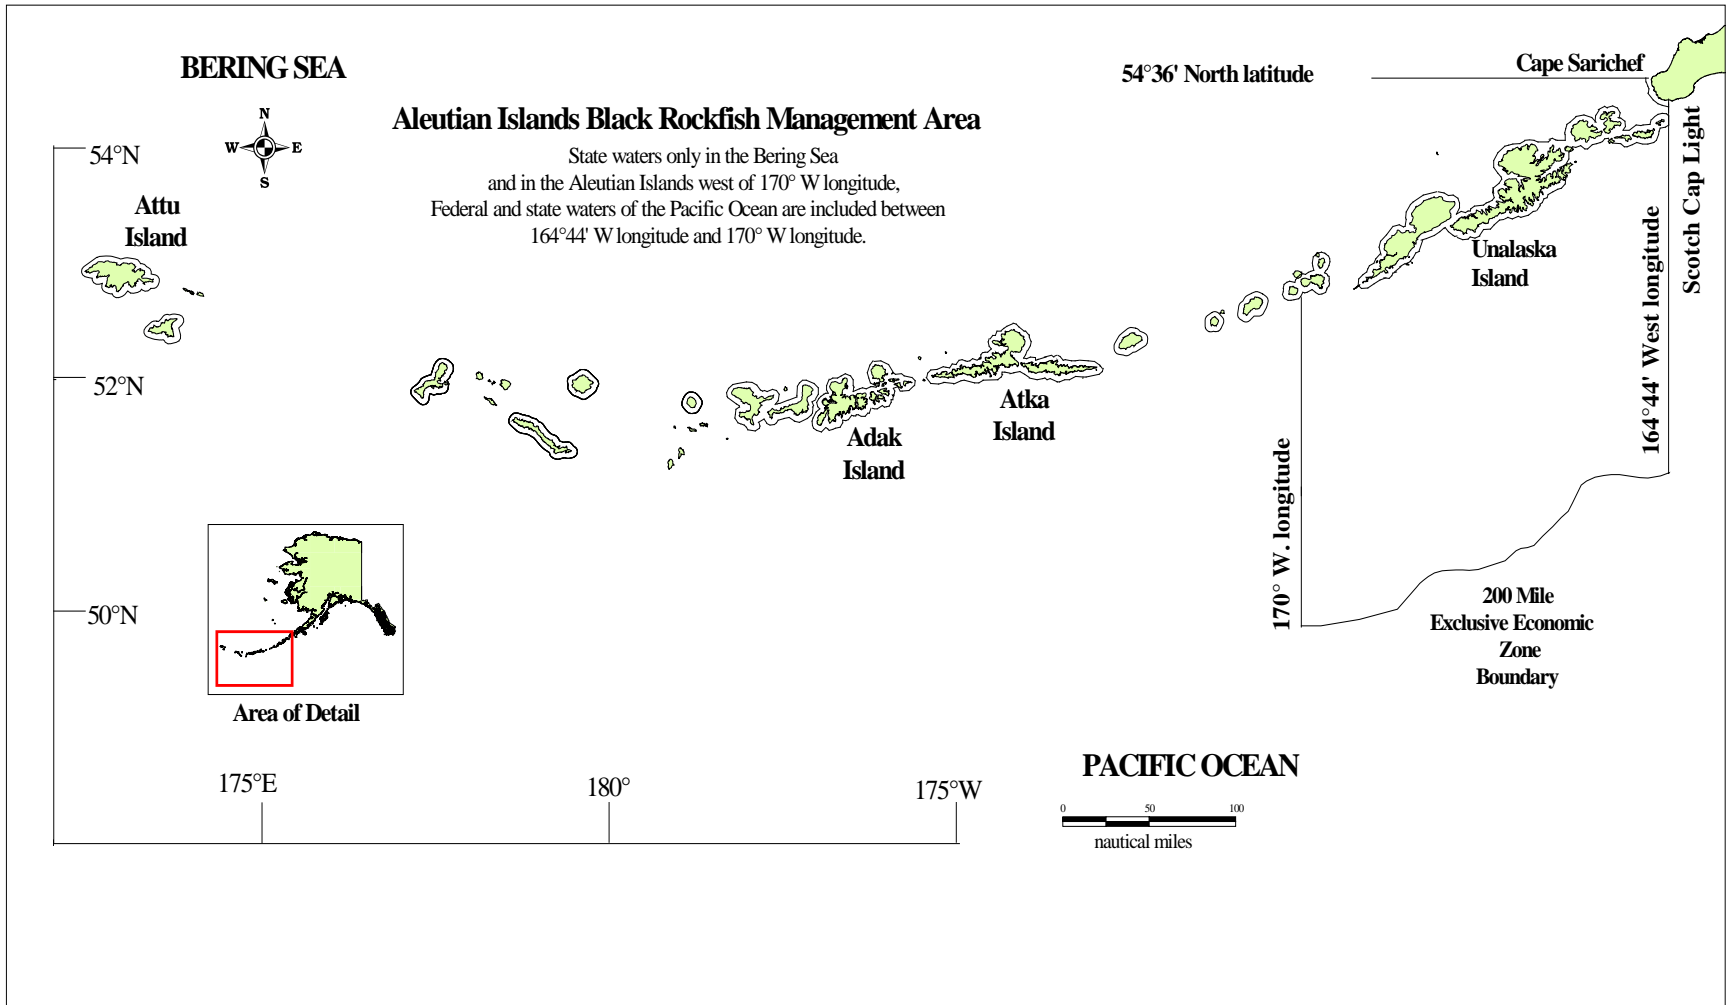 BERING SEA
54°36' North latitude
Cape Sarichef
Scotch Cap Light
N
W
E
S
Aleutian Islands Black Rockfish Management Area
State waters only in the Bering Sea
and in the Aleutian Islands west of 170° W longitude,
Federal and state waters of the Pacific Ocean are included between
164°44' W longitude and 170° W longitude.
54°N
Attu
Island
Unalaska
Island
164°44' West longitude
52°N
Atka
Island
Adak
Island
170° W. longitude
50°N
200 Mile
Exclusive Economic
Zone
Boundary
Area of Detail
PACIFIC OCEAN
175°E
180°
175°W
0
50
100
nautical miles